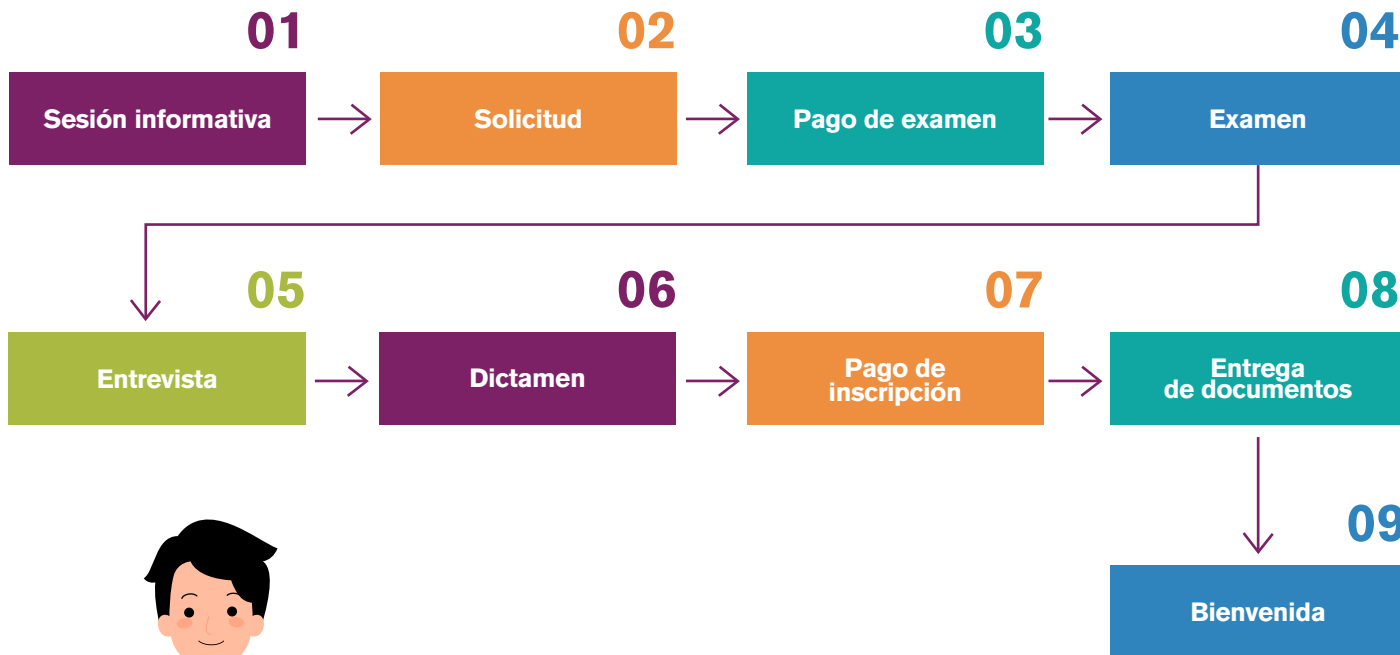 01
Sesión informativa
02
Solicitud
03
Pago de examen
04
Examen
05
Entrevista
06
Dictamen
07
Pago de
inscripción
08
Entrega
de documentos
09
Bienvenida